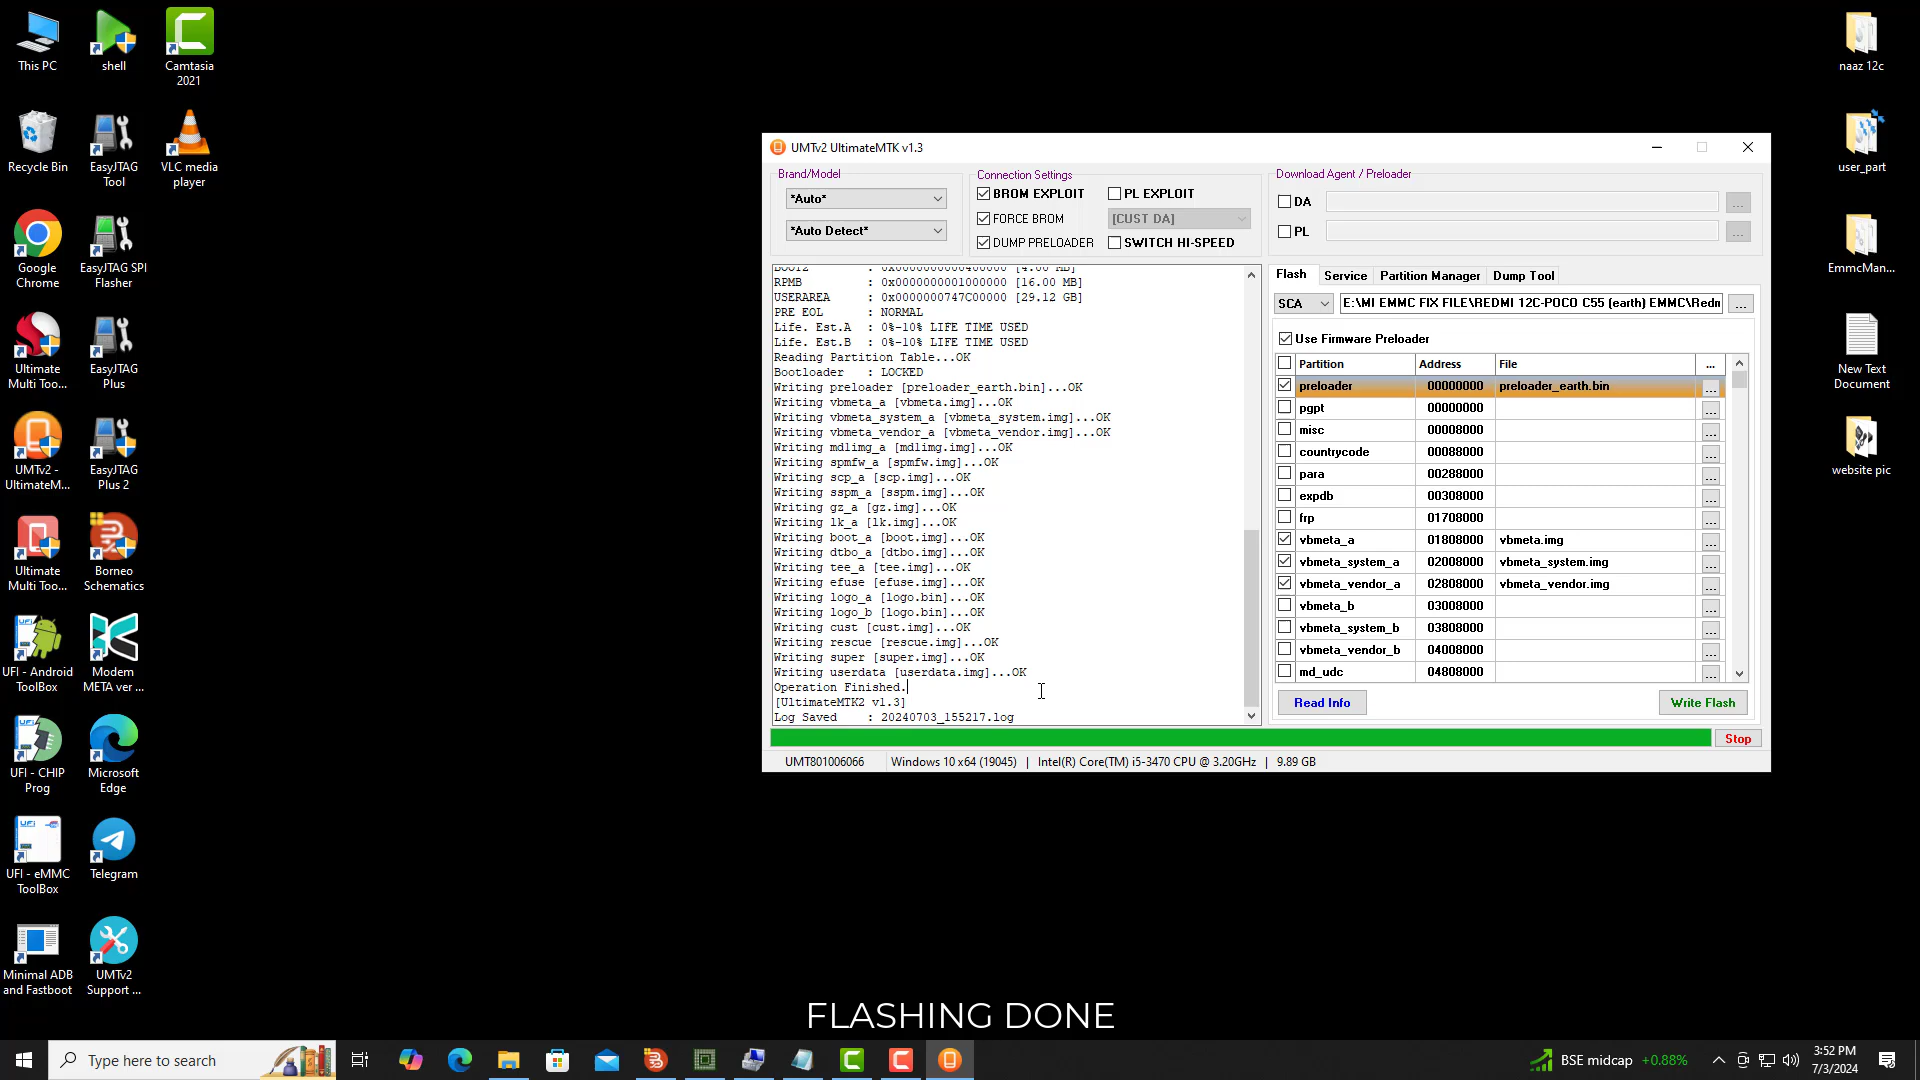 This PC
shell
Camtasia
2021
Recycle Bin
EasyJTAG
Tool
VLC media
player
Google
Chrome
EasyJTAG SPI
Flasher
Ultimate
Multi Too...
EasyJTAG
Plus
UMTv2 -
UltimateM...
EasyJTAG
Plus 2
Ultimate
Multi Too...
Borneo
Schematics
UFI - Android
ToolBox
Modem
META ver ...
UFI - CHIP
Prog
Microsoft
Edge
UFI - eMMC
ToolBox
Telegram
Minimal ADB
and Fastboot
UMTv2
Support ...
UMTv2 UltimateMTK v1.3
Brand/Model
*Auto*
*Auto Detect*
Connection Settings
BROM EXPLOIT
PL EXPLOIT
FORCE BROM
[CUST DA]
DUMP PRELOADER
SWITCH HI-SPEED
Download Agent / Preloader
DA
...
PL
...
BOOT2 : 0x0000000000400000 [4.00 MB]
RPMB : 0x0000000001000000 [16.00 MB]
USERAREA : 0x0000000747C00000 [29.12 GB]
PRE EOL : NORMAL
Life. Est.A : 0%-10% LIFE TIME USED
Life. Est.B : 0%-10% LIFE TIME USED
Reading Partition Table...OK
Bootloader : LOCKED
Writing preloader [preloader_earth.bin]...OK
Writing vbmeta_a [vbmeta.img]...OK
Writing vbmeta_system_a [vbmeta_system.img]...OK
Writing vbmeta_vendor_a [vbmeta_vendor.img]...OK
Writing md1img_a [md1img.img]...OK
Writing spmfw_a [spmfw.img]...OK
Writing scp_a [scp.img]...OK
Writing sspm_a [sspm.img]...OK
Writing gz_a [gz.img]...OK
Writing lk_a [lk.img]...OK
Writing boot_a [boot.img]...OK
Writing dtbo_a [dtbo.img]...OK
Writing tee_a [tee.img]...OK
Writing efuse [efuse.img]...OK
Writing logo_a [logo.bin]...OK
Writing logo_b [logo.bin]...OK
Writing cust [cust.img]...OK
Writing rescue [rescue.img]...OK
Writing super [super.img]...OK
Writing userdata [userdata.img]...OK
Operation Finished.
[UltimateMTK2 v1.3]
Log Saved : 20240703_155217.log
Flash
Service
Partition Manager
Dump Tool
SCA
E:\MI EMMC FIX FILE\REDMI 12C-POCO C55 (earth) EMMC\Redm
...
Use Firmware Preloader
Partition Address File ...
preloader 00000000 preloader_earth.bin ...
pgpt 00000000 ...
misc 00008000 ...
countrycode 00088000 ...
para 00288000 ...
expdb 00308000 ...
frp 01708000 ...
vbmeta_a 01808000 vbmeta.img ...
vbmeta_system_a 02008000 vbmeta_system.img ...
vbmeta_vendor_a 02808000 vbmeta_vendor.img ...
vbmeta_b 03008000 ...
vbmeta_system_b 03808000 ...
vbmeta_vendor_b 04008000 ...
md_udc 04808000 ...
Read Info
Write Flash
Stop
UMT801006066 Windows 10 x64 (19045) | Intel(R) Core(TM) i5-3470 CPU @ 3.20GHz | 9.89 GB
naaz 12c
user_part
EmmcMan...
New Text
Document
website pic
FLASHING DONE
Type here to search
BSE midcap +0.88%
3:52 PM
7/3/2024